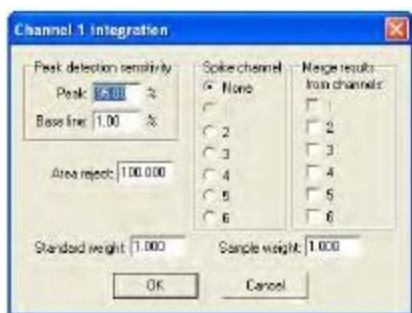 Channel 1 integration
Peak detection sensitivity
Peak: %
Base line: 1.00 %
Area reject: 100.000
Spike channel
None
2
3
4
5
6
Merge results
from channels:
1
2
3
4
5
6
Standard weight: 1.000
Sample weight: 1.000
OK
Cancel